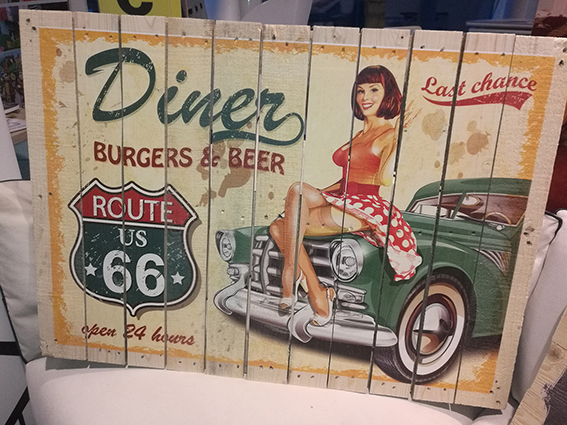 Diner
BURGERS & BEER
Last chance
ROUTE
US
66
open 24 hours